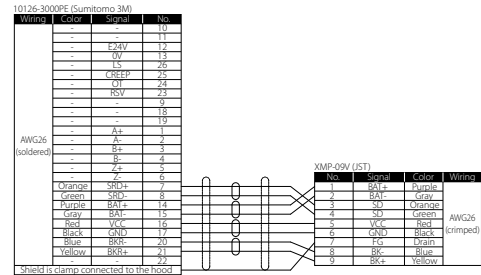 10126-3000PE (Sumitomo 3M)
Wiring Color Signal No.
- - 10
- - 11
- E24V 12
- 0V 13
- LS 26
- CREEP 25
- OT 24
- RSV 23
- - 9
- - 18
- - 19
- A+ 1
- A- 2
- B+ 3
- B- 4
- Z+ 5
- Z- 6
Orange SRD+ 7
Green SRD- 8
Purple BAT+ 14
Gray BAT- 15
Red VCC 16
Black GND 17
Blue BKR- 20
Yellow BKR+ 21
- - 22
AWG26
(soldered)
Shield is clamp connected to the hood
XMP-09V (JST)
No. Signal Color Wiring
1 BAT+ Purple
2 BAT- Gray
3 SD Orange
4 SD Green
5 VCC Red
6 GND Black
7 FG Drain
8 BK- Blue
9 BK+ Yellow
AWG26
(crimped)